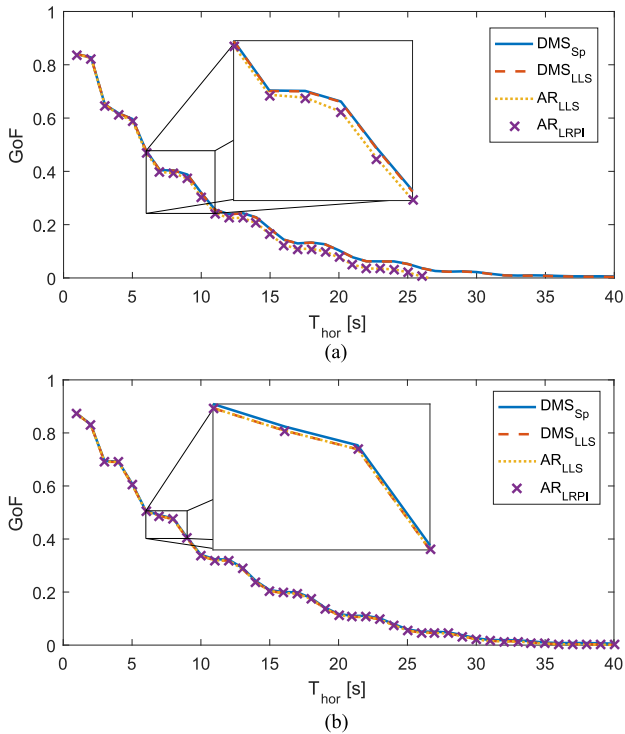 1
0.8
0.6
0.4
0.2
0
GoF
DMS_Sp
DMS_LLS
AR_LLS
AR_LRPI
0 5 10 15 20 25 30 35 40
T_hor [s]
(a)
1
0.8
0.6
0.4
0.2
0
GoF
DMS_Sp
DMS_LLS
AR_LLS
AR_LRPI
0 5 10 15 20 25 30 35 40
T_hor [s]
(b)